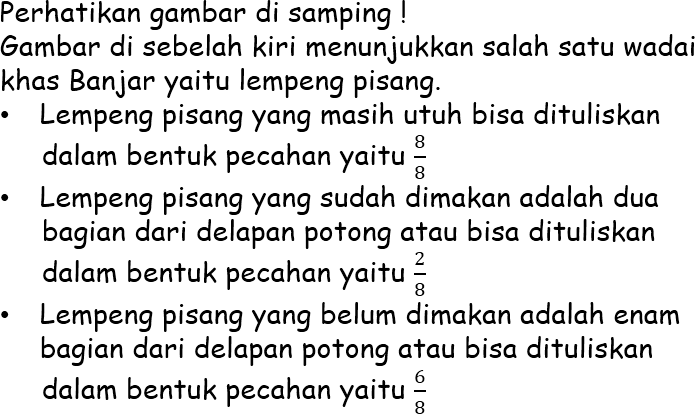 Perhatikan gambar di samping !
Gambar di sebelah kiri menunjukkan salah satu wadai
khas Banjar yaitu lempeng pisang.
• Lempeng pisang yang masih utuh bisa dituliskan
dalam bentuk pecahan yaitu 8/8
• Lempeng pisang yang sudah dimakan adalah dua
bagian dari delapan potong atau bisa dituliskan
dalam bentuk pecahan yaitu 2/8
• Lempeng pisang yang belum dimakan adalah enam
bagian dari delapan potong atau bisa dituliskan
dalam bentuk pecahan yaitu 6/8